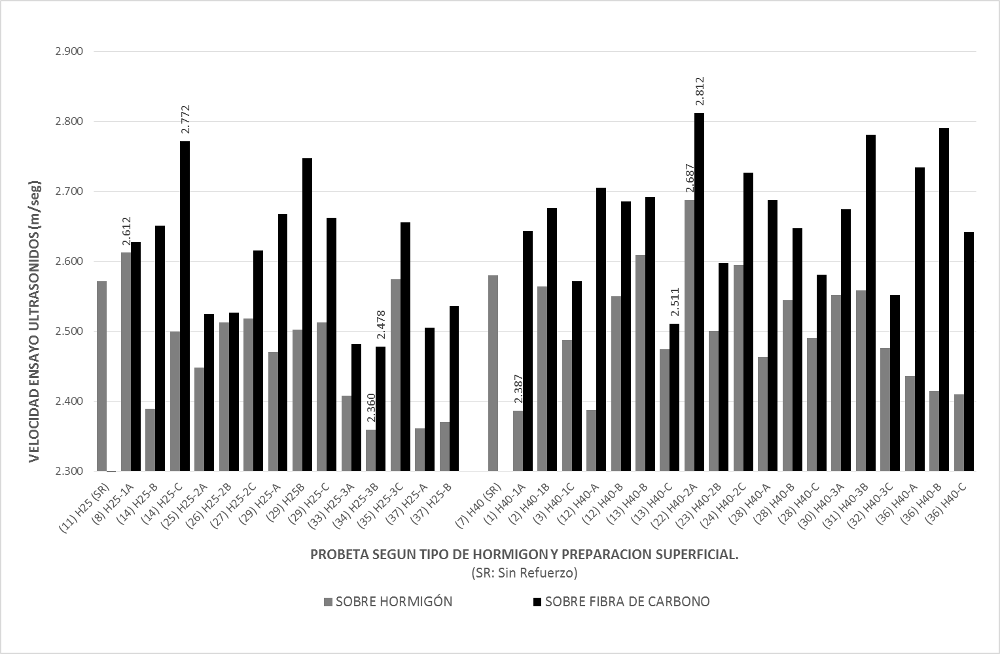 2.900
2.800
2.700
2.600
2.500
2.400
2.300
VELOCIDAD ENSAYO ULTRASONIDOS (m/seg)
2.612
2.772
2.360
2.478
2.387
2.511
2.687
2.812
(11) H25 (SR)
(8) H25-1A
(14) H25-B
(14) H25-C
(25) H25-2A
(26) H25-2B
(27) H25-2C
(29) H25-A
(29) H25B
(29) H25-C
(33) H25-3A
(34) H25-3B
(35) H25-3C
(37) H25-A
(37) H25-B
(7) H40 (SR)
(1) H40-1A
(2) H40-1B
(3) H40-1C
(12) H40-A
(12) H40-B
(13) H40-B
(13) H40-C
(22) H40-2A
(23) H40-2B
(24) H40-2C
(28) H40-A
(28) H40-B
(28) H40-C
(30) H40-3A
(31) H40-3B
(32) H40-3C
(36) H40-A
(36) H40-B
(36) H40-C
PROBETA SEGUN TIPO DE HORMIGON Y PREPARACION SUPERFICIAL.
(SR: Sin Refuerzo)
SOBRE HORMIGÓN
SOBRE FIBRA DE CARBONO